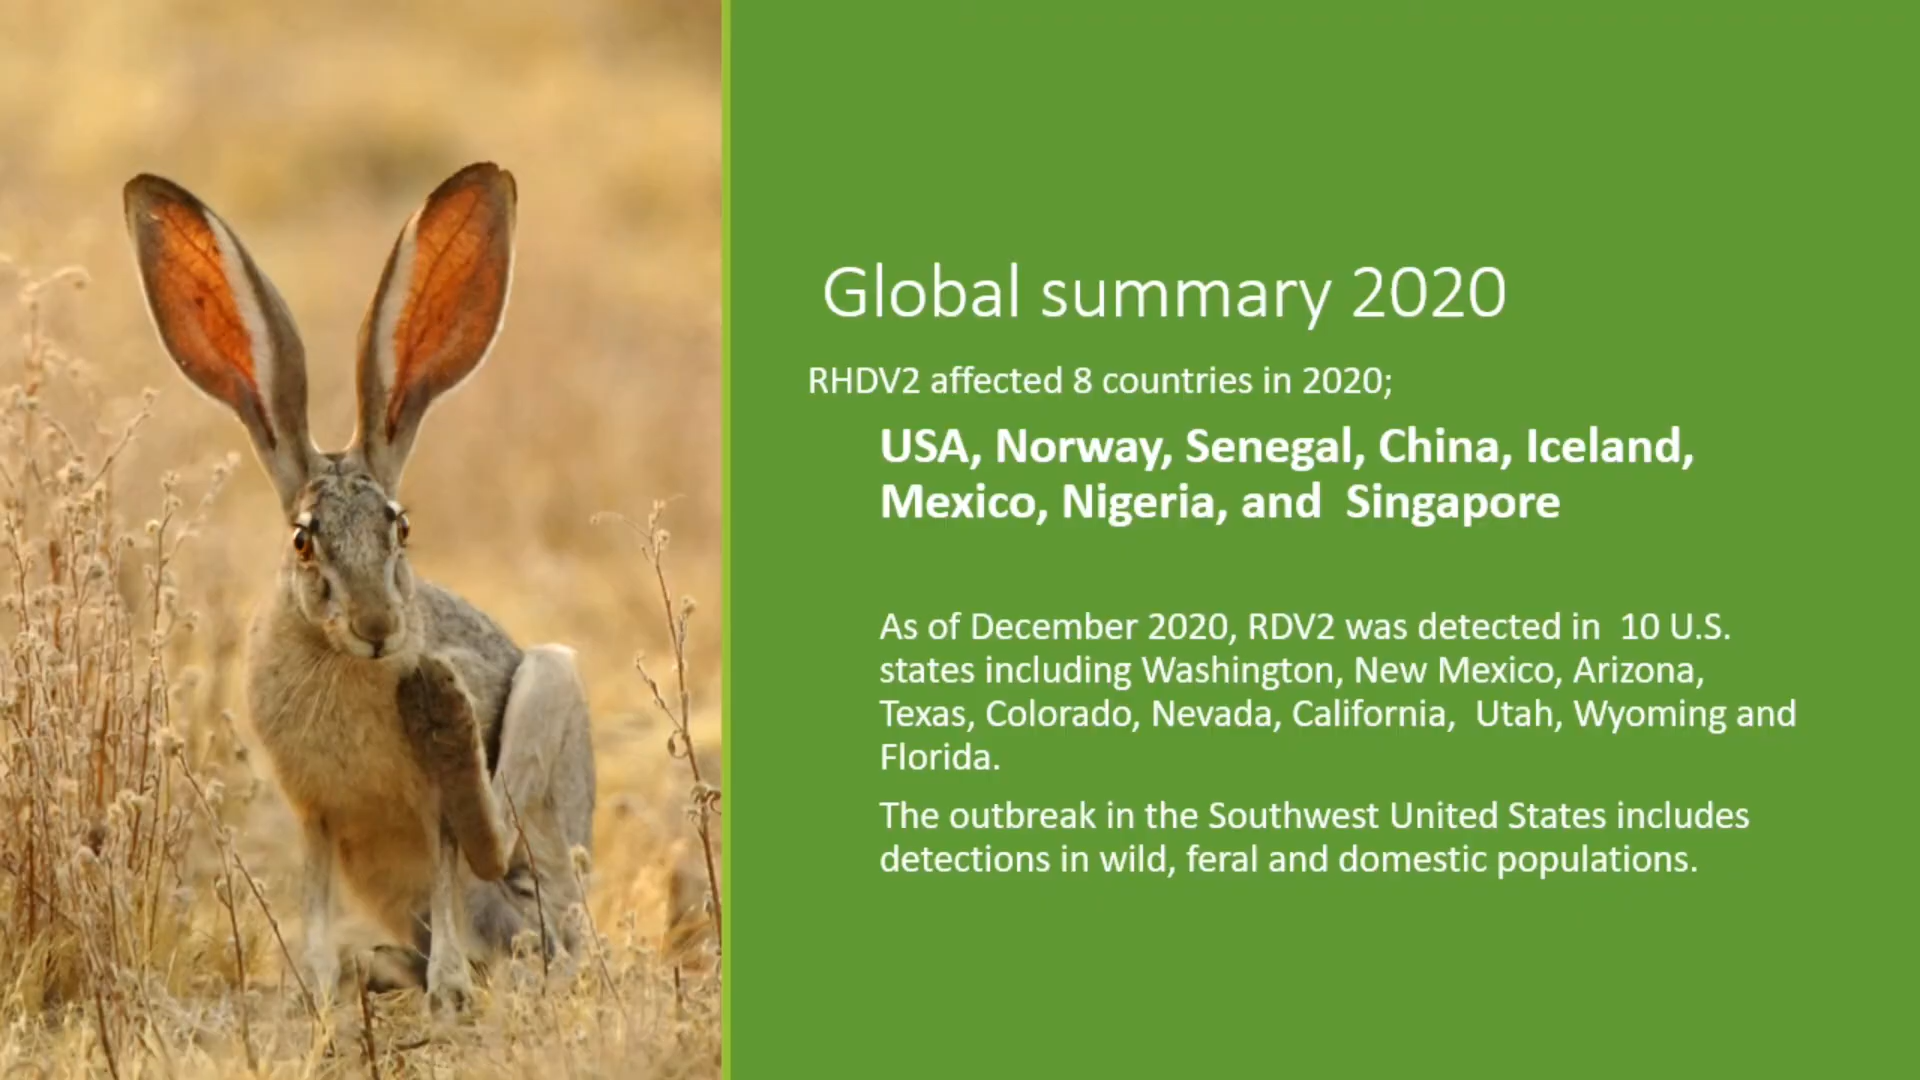 Global summary 2020
RHDV2 affected 8 countries in 2020;
USA, Norway, Senegal, China, Iceland,
Mexico, Nigeria, and  Singapore
As of December 2020, RDV2 was detected in  10 U.S.
states including Washington, New Mexico, Arizona,
Texas, Colorado, Nevada, California,  Utah, Wyoming and
Florida.
The outbreak in the Southwest United States includes
detections in wild, feral and domestic populations.